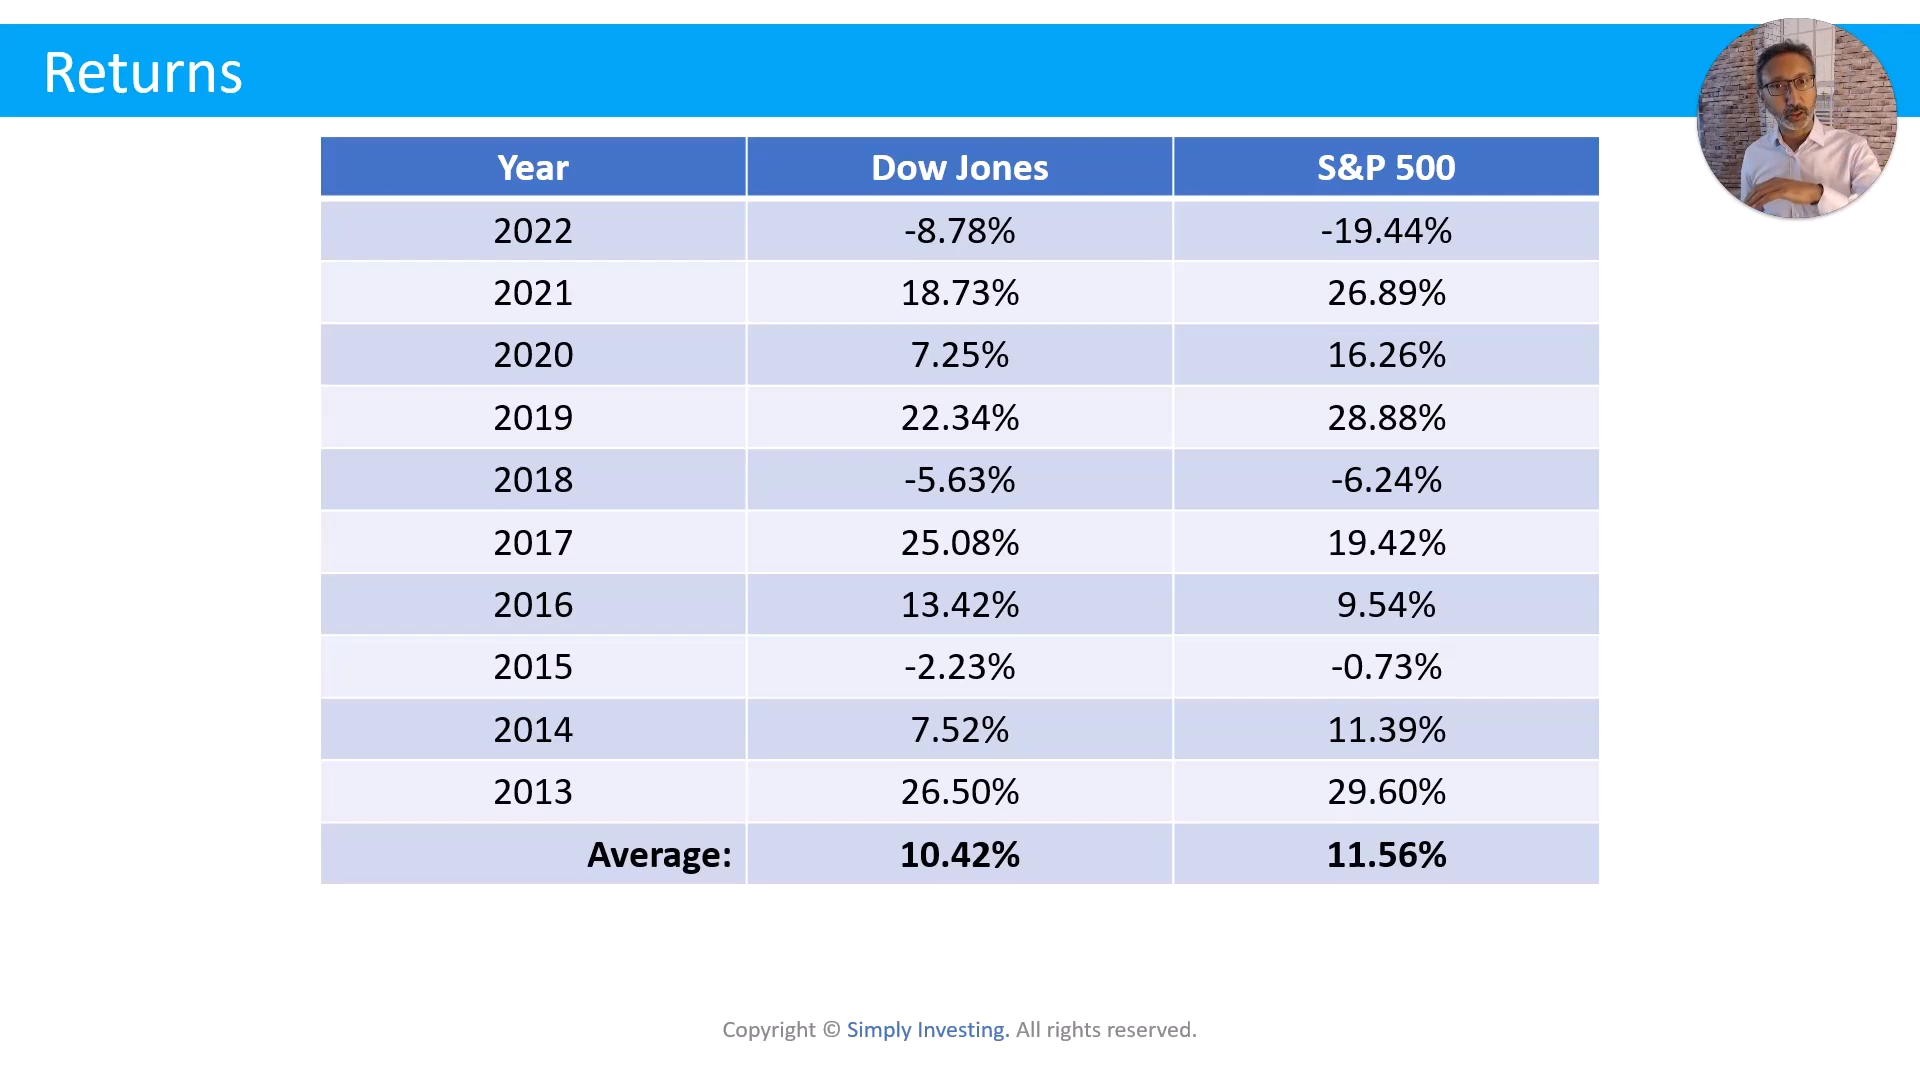 Returns
Year Dow Jones S&P 500
2022 -8.78% -19.44%
2021 18.73% 26.89%
2020 7.25% 16.26%
2019 22.34% 28.88%
2018 -5.63% -6.24%
2017 25.08% 19.42%
2016 13.42% 9.54%
2015 -2.23% -0.73%
2014 7.52% 11.39%
2013 26.50% 29.60%
Average: 10.42% 11.56%
Copyright © Simply Investing. All rights reserved.